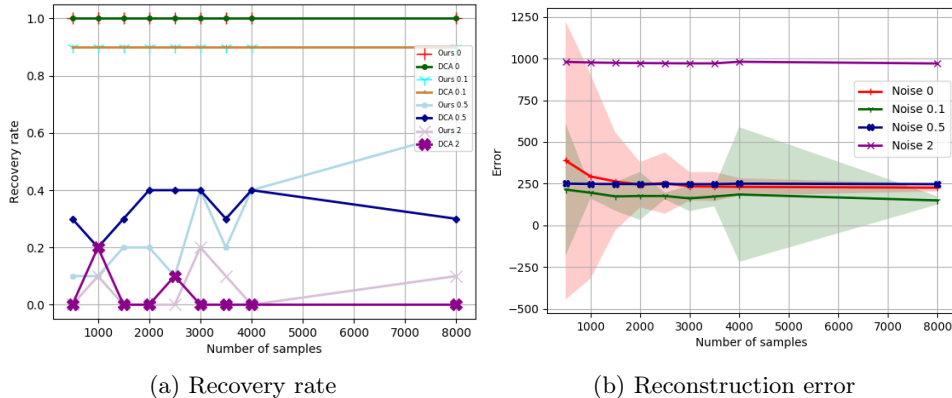 1.0
0.8
0.6
0.4
0.2
0.0
Recovery rate
1000 2000 3000 4000 5000 6000 7000 8000
Number of samples
Ours 0
DCA 0
Ours 0.1
DCA 0.1
Ours 0.5
DCA 0.5
Ours 2
DCA 2
(a) Recovery rate
1250
1000
750
500
250
0
−250
−500
Error
1000 2000 3000 4000 5000 6000 7000 8000
Number of samples
Noise 0
Noise 0.1
Noise 0.5
Noise 2
(b) Reconstruction error